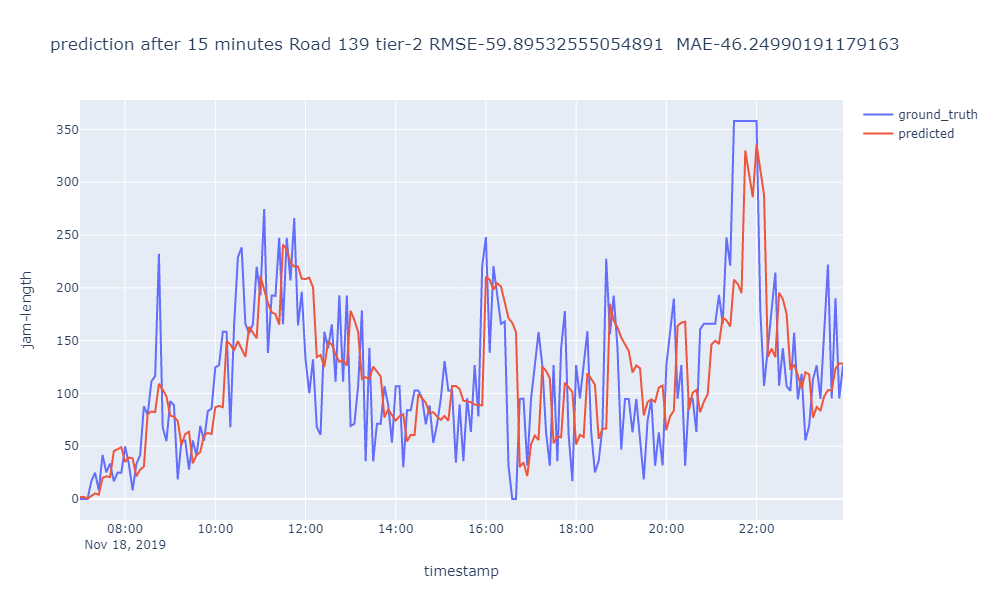 prediction after 15 minutes Road 139 tier-2 RMSE-59.89532555054891  MAE-46.24990191179163
ground_truth
predicted
350
300
250
200
150
100
50
0
jam-length
08:00
10:00
12:00
14:00
16:00
18:00
20:00
22:00
Nov 18, 2019
timestamp